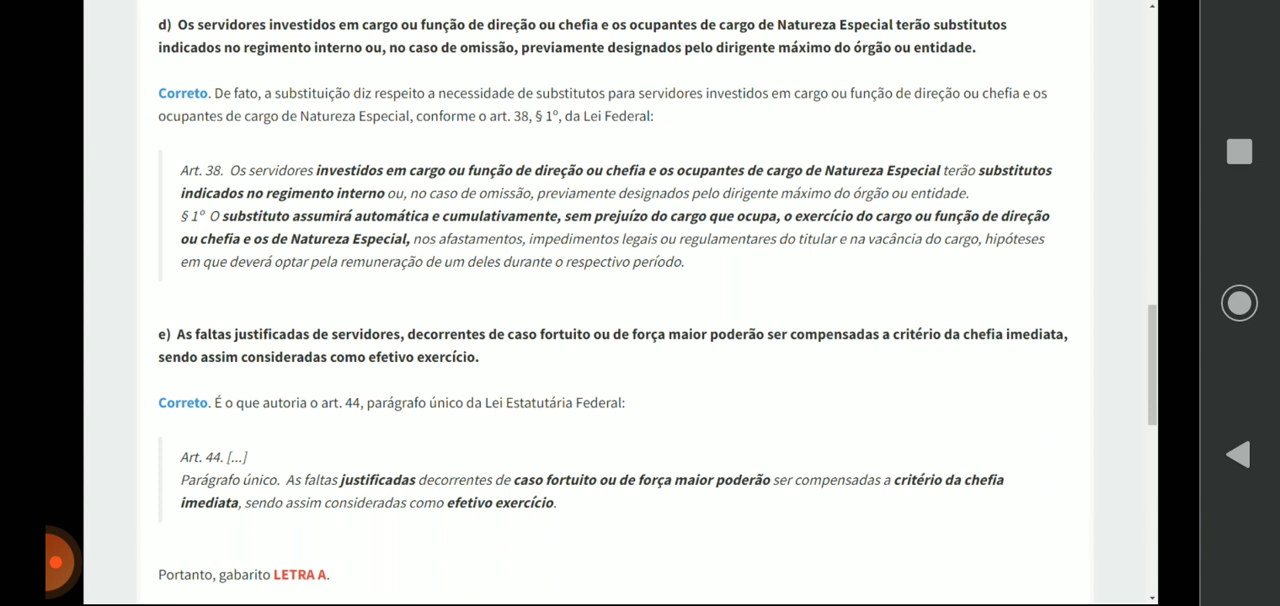 d) Os servidores investidos em cargo ou função de direção ou chefia e os ocupantes de cargo de Natureza Especial terão substitutos
indicados no regimento interno ou, no caso de omissão, previamente designados pelo dirigente máximo do órgão ou entidade.
Correto. De fato, a substituição diz respeito a necessidade de substitutos para servidores investidos em cargo ou função de direção ou chefia e os
ocupantes de cargo de Natureza Especial, conforme o art. 38, § 1º, da Lei Federal:
Art. 38. Os servidores investidos em cargo ou função de direção ou chefia e os ocupantes de cargo de Natureza Especial terão substitutos
indicados no regimento interno ou, no caso de omissão, previamente designados pelo dirigente máximo do órgão ou entidade.
§ 1º O substituto assumirá automática e cumulativamente, sem prejuízo do cargo que ocupa, o exercício do cargo ou função de direção
ou chefia e os de Natureza Especial, nos afastamentos, impedimentos legais ou regulamentares do titular e na vacância do cargo, hipóteses
em que deverá optar pela remuneração de um deles durante o respectivo período.
e) As faltas justificadas de servidores, decorrentes de caso fortuito ou de força maior poderão ser compensadas a critério da chefia imediata,
sendo assim consideradas como efetivo exercício.
Correto. É o que autoria o art. 44, parágrafo único da Lei Estatutária Federal:
Art. 44. [...]
Parágrafo único. As faltas justificadas decorrentes de caso fortuito ou de força maior poderão ser compensadas a critério da chefia
imediata, sendo assim consideradas como efetivo exercício.
Portanto, gabarito LETRA A.